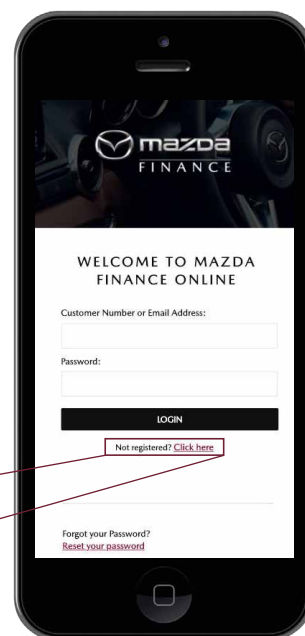 mazda
FINANCE
WELCOME TO MAZDA
FINANCE ONLINE
Customer Number or Email Address:
Password:
LOGIN
Not registered? Click here
Forgot your Password?
Reset your password